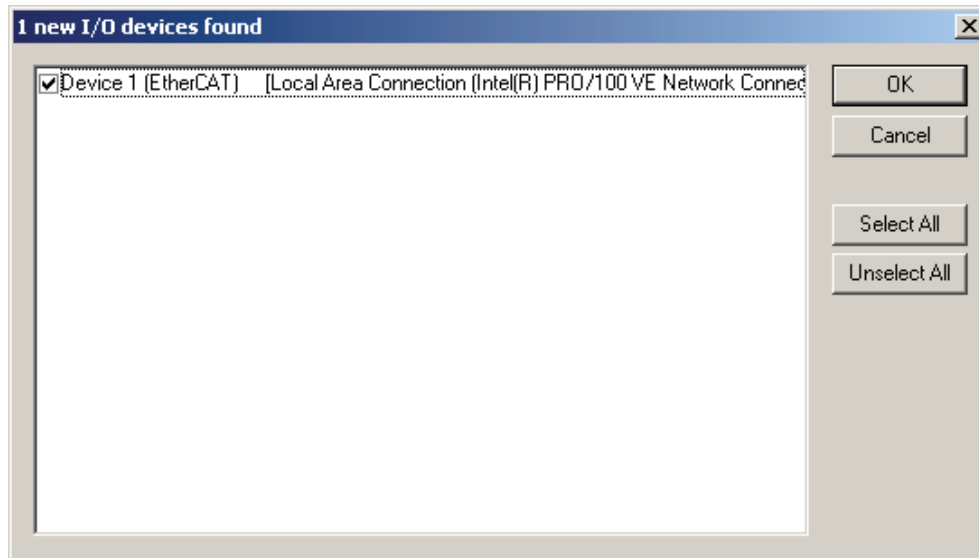 1 new I/O devices found
Device 1 (EtherCAT) [Local Area Connection (Intel(R) PRO/100 VE Network Connec
OK
Cancel
Select All
Unselect All